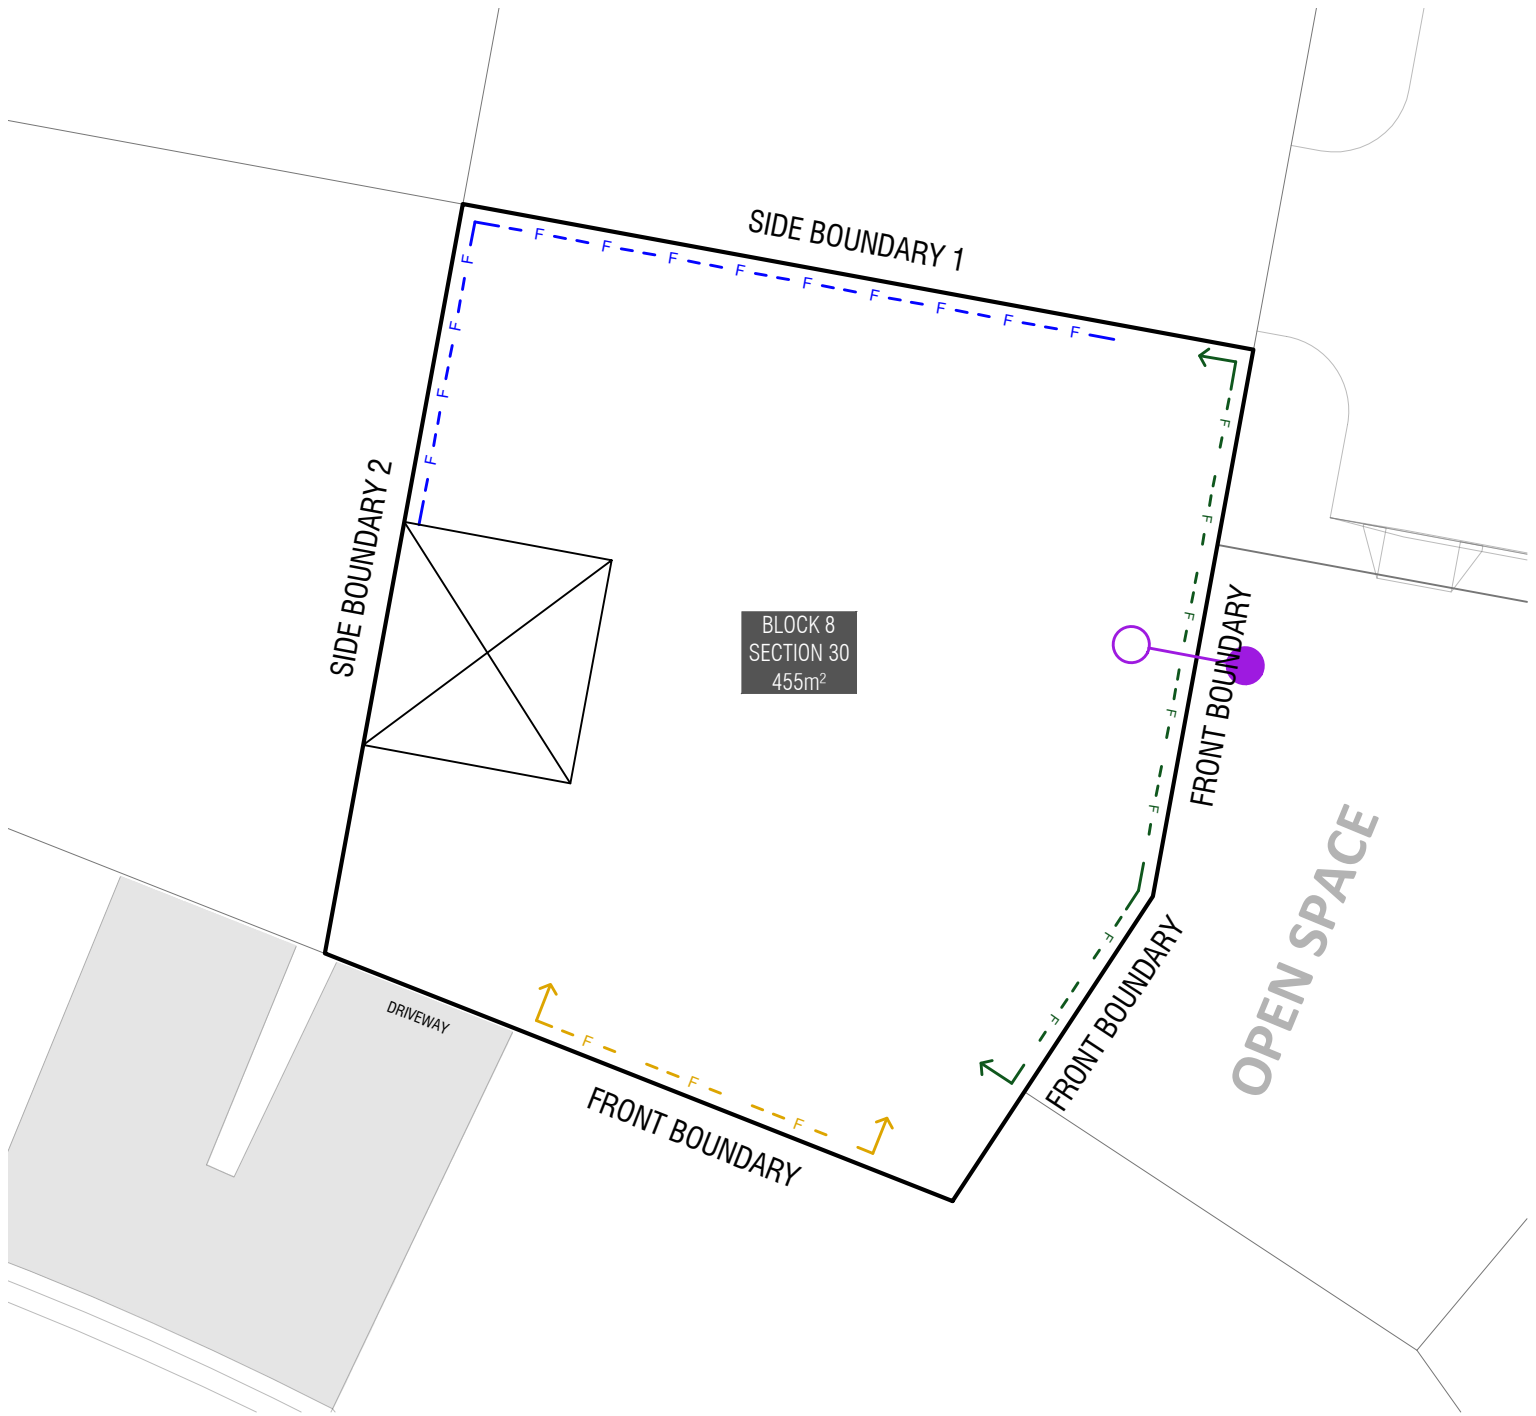 SIDE BOUNDARY 1
F F F F F F F F F
F
F
F
F
F
F
F
F
F
SIDE BOUNDARY 2
BLOCK 8
SECTION 30
455m²
FRONT BOUNDARY
OPEN SPACE
F
F
FRONT BOUNDARY
DRIVEWAY
F F F
FRONT BOUNDARY